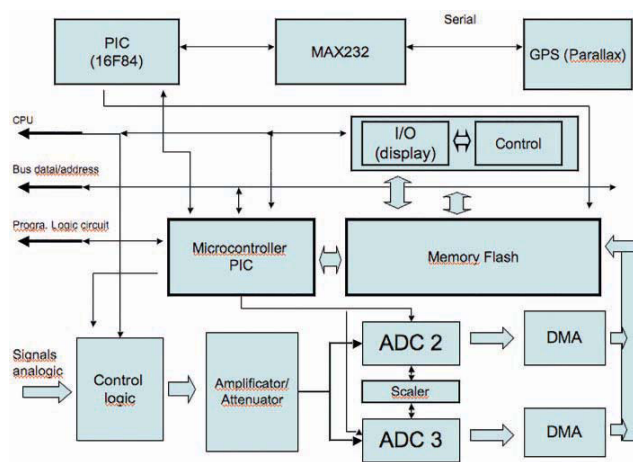 PIC
(16F84)
MAX232
Serial
GPS (Parallax)
CPU
I/O
(display)
Control
Bus datai/address
Progra. Logic circuit
Microcontroller
PIC
Memory Flash
Signals
analogic
Control
logic
Amplificator/
Attenuator
ADC 2
DMA
Scaler
ADC 3
DMA